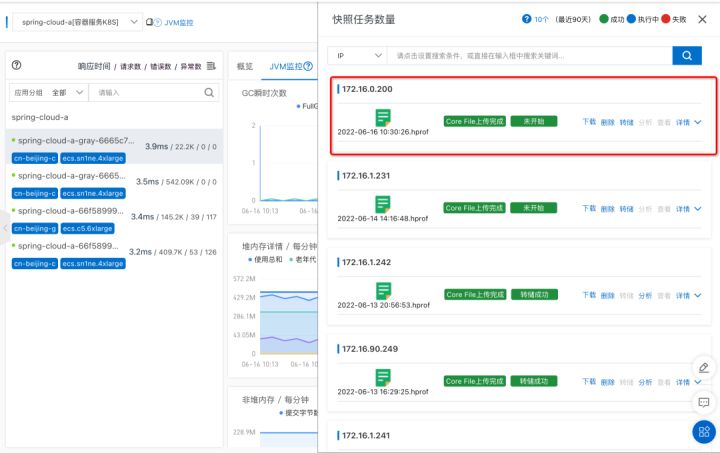 spring-cloud-a[容器服务K8S]
JVM监控
响应时间 / 请求数 / 错误数 / 异常数
应用分组 全部
请输入
spring-cloud-a
spring-cloud-a-gray-6665c7...
3.9ms / 22.2K / 0 / 0
cn-beijing-c ecs.sn1ne.4xlarge
spring-cloud-a-gray-6665...
3.5ms / 542.09K / 0 / 0
cn-beijing-c ecs.sn1ne.4xlarge
spring-cloud-a-66f58999...
3.4ms / 145.2K / 39 / 117
cn-beijing-g ecs.c5.6xlarge
spring-cloud-a-66f5899...
3.2ms / 409.7K / 53 / 126
cn-beijing-c ecs.sn1ne.4xlarge
概览 JVM监控
GC瞬时次数
FullG
2
1
0
06-16 10:13 06-16 10
堆内存详情 / 每分钟
使用总和 老年代
572.2M
429.2M
286.1M
43.05M
0
06-16 10:13 06-16 10
非堆内存 / 每分钟
提交字节数
228.9M
快照任务数量
10个 (最近90天) 成功 执行中 失败
IP
请点击设置搜索条件，或直接在输入框中搜索关键词...
172.16.0.200
2022-06-16 10:30:26.hprof
Core File上传完成 未开始
下载 删除 转储 分析 查看 详情
172.16.1.231
2022-06-14 14:16:48.hprof
Core File上传完成 未开始
下载 删除 转储 分析 查看 详情
172.16.1.242
2022-06-13 20:56:53.hprof
Core File上传完成 转储成功
下载 删除 转储 分析 查看 详情
172.16.90.249
2022-06-13 16:29:25.hprof
Core File上传完成 转储成功
下载 删除 转储 分析 查看 详情
172.16.1.241